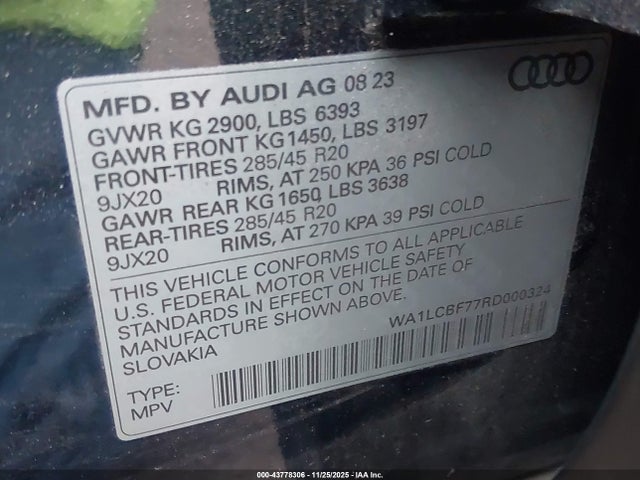 MFD. BY AUDI AG 08 23
GVWR KG 2900, LBS 6393
GAWR FRONT KG 1450, LBS 3197
FRONT-TIRES 285/45 R20
9JX20 RIMS, AT 250 KPA 36 PSI COLD
GAWR REAR KG 1650, LBS 3638
REAR-TIRES 285/45 R20
9JX20 RIMS, AT 270 KPA 39 PSI COLD
THIS VEHICLE CONFORMS TO ALL APPLICABLE
U.S. FEDERAL MOTOR VEHICLE SAFETY
STANDARDS IN EFFECT ON THE DATE OF
MANUFACTURE SHOWN ABOVE.
SLOVAKIA
WA1LCBF77RD000324
TYPE:
MPV
000-43778306 - 11/25/2025 - IAA Inc.